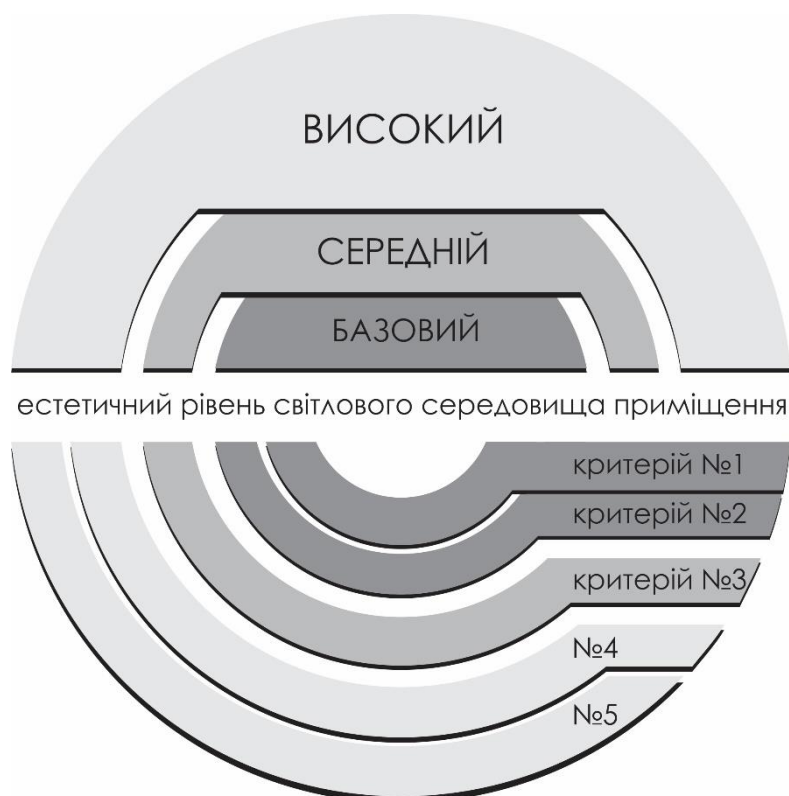 ВИСОКИЙ
СЕРЕДНІЙ
БАЗОВИЙ
естетичний рівень світлового середовища приміщення
критерій №1
критерій №2
критерій №3
№4
№5